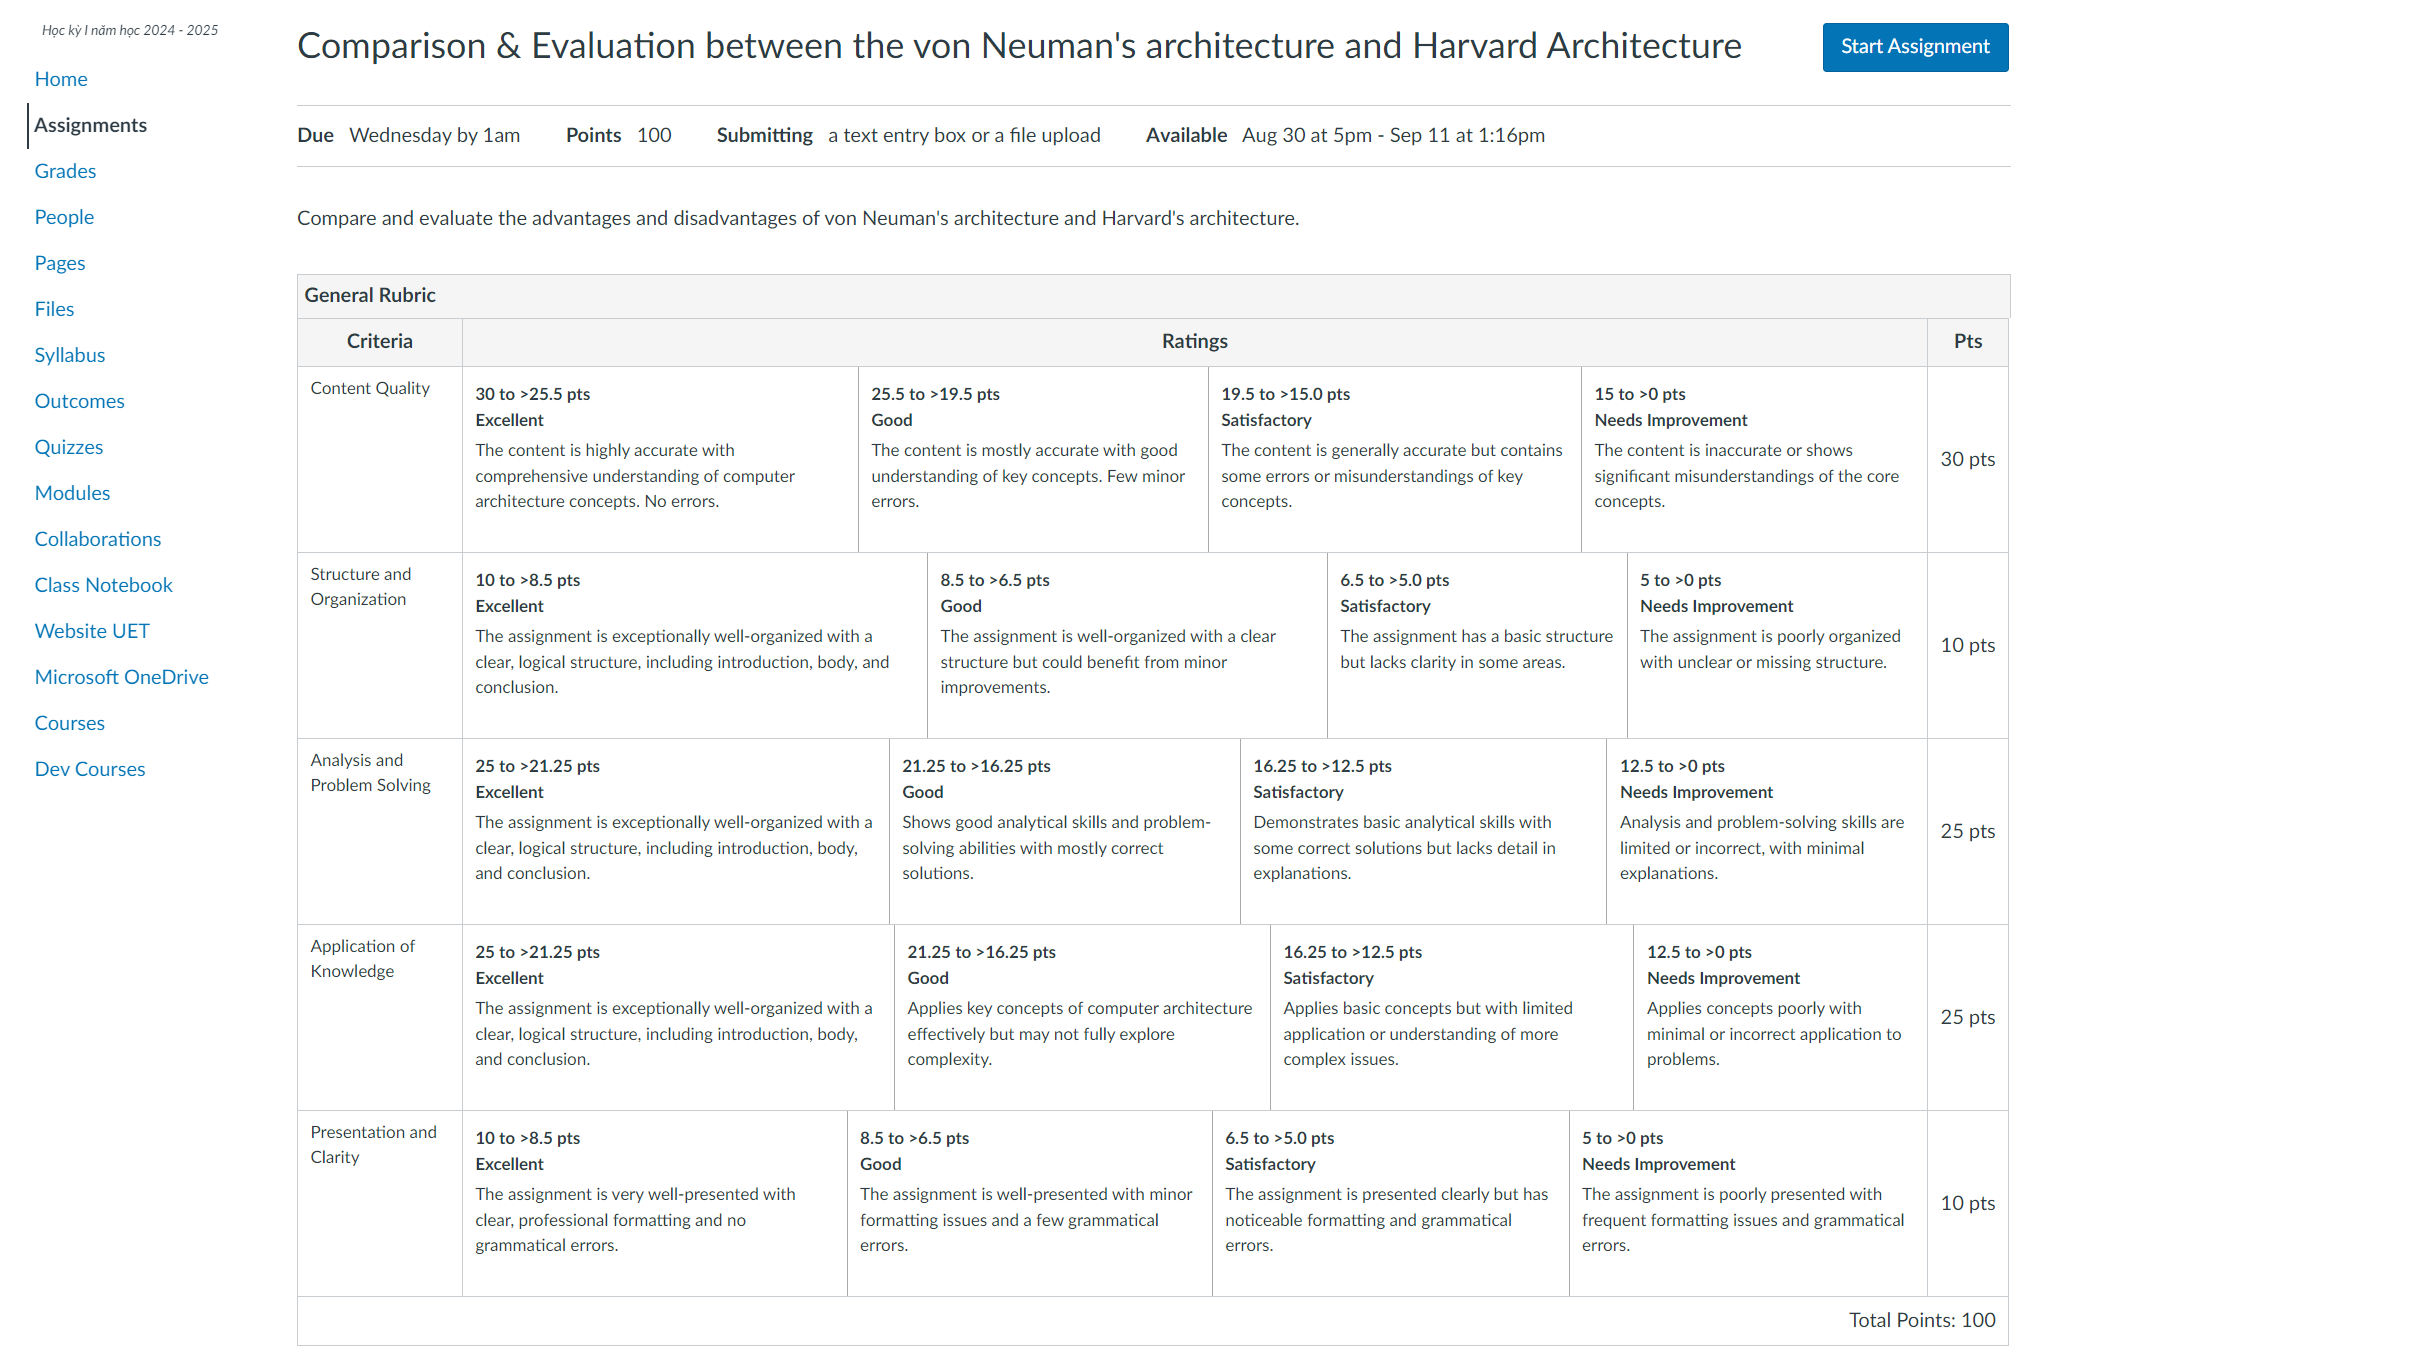 Học kỳ I năm học 2024 - 2025
Home
Assignments
Grades
People
Pages
Files
Syllabus
Outcomes
Quizzes
Modules
Collaborations
Class Notebook
Website UET
Microsoft OneDrive
Courses
Dev Courses
Comparison & Evaluation between the von Neuman's architecture and Harvard Architecture
Start Assignment
Due Wednesday by 1am Points 100 Submitting a text entry box or a file upload Available Aug 30 at 5pm - Sep 11 at 1:16pm
Compare and evaluate the advantages and disadvantages of von Neuman's architecture and Harvard's architecture.
General Rubric
Criteria Ratings Pts
Content Quality
30 to >25.5 pts
Excellent
The content is highly accurate with
comprehensive understanding of computer
architecture concepts. No errors.
25.5 to >19.5 pts
Good
The content is mostly accurate with good
understanding of key concepts. Few minor
errors.
19.5 to >15.0 pts
Satisfactory
The content is generally accurate but contains
some errors or misunderstandings of key
concepts.
15 to >0 pts
Needs Improvement
The content is inaccurate or shows
significant misunderstandings of the core
concepts.
30 pts
Structure and
Organization
10 to >8.5 pts
Excellent
The assignment is exceptionally well-organized with a
clear, logical structure, including introduction, body, and
conclusion.
8.5 to >6.5 pts
Good
The assignment is well-organized with a clear
structure but could benefit from minor
improvements.
6.5 to >5.0 pts
Satisfactory
The assignment has a basic structure
but lacks clarity in some areas.
5 to >0 pts
Needs Improvement
The assignment is poorly organized
with unclear or missing structure.
10 pts
Analysis and
Problem Solving
25 to >21.25 pts
Excellent
The assignment is exceptionally well-organized with a
clear, logical structure, including introduction, body,
and conclusion.
21.25 to >16.25 pts
Good
Shows good analytical skills and problem-
solving abilities with mostly correct
solutions.
16.25 to >12.5 pts
Satisfactory
Demonstrates basic analytical skills with
some correct solutions but lacks detail in
explanations.
12.5 to >0 pts
Needs Improvement
Analysis and problem-solving skills are
limited or incorrect, with minimal
explanations.
25 pts
Application of
Knowledge
25 to >21.25 pts
Excellent
The assignment is exceptionally well-organized with a
clear, logical structure, including introduction, body,
and conclusion.
21.25 to >16.25 pts
Good
Applies key concepts of computer architecture
effectively but may not fully explore
complexity.
16.25 to >12.5 pts
Satisfactory
Applies basic concepts but with limited
application or understanding of more
complex issues.
12.5 to >0 pts
Needs Improvement
Applies concepts poorly with
minimal or incorrect application to
problems.
25 pts
Presentation and
Clarity
10 to >8.5 pts
Excellent
The assignment is very well-presented with
clear, professional formatting and no
grammatical errors.
8.5 to >6.5 pts
Good
The assignment is well-presented with minor
formatting issues and a few grammatical
errors.
6.5 to >5.0 pts
Satisfactory
The assignment is presented clearly but has
noticeable formatting and grammatical
errors.
5 to >0 pts
Needs Improvement
The assignment is poorly presented with
frequent formatting issues and grammatical
errors.
10 pts
Total Points: 100